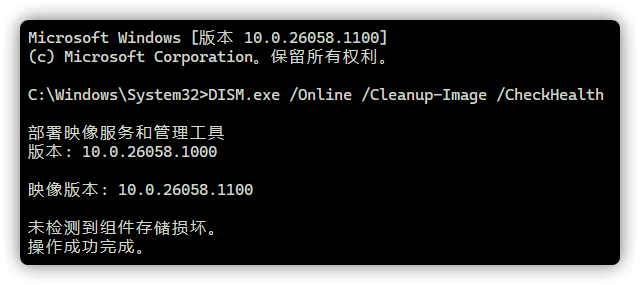 Microsoft Windows [版本 10.0.26058.1100]
(c) Microsoft Corporation。保留所有权利。
C:\Windows\System32>DISM.exe /Online /Cleanup-Image /CheckHealth
部署映像服务和管理工具
版本: 10.0.26058.1000
映像版本: 10.0.26058.1100
未检测到组件存储损坏。
操作成功完成。